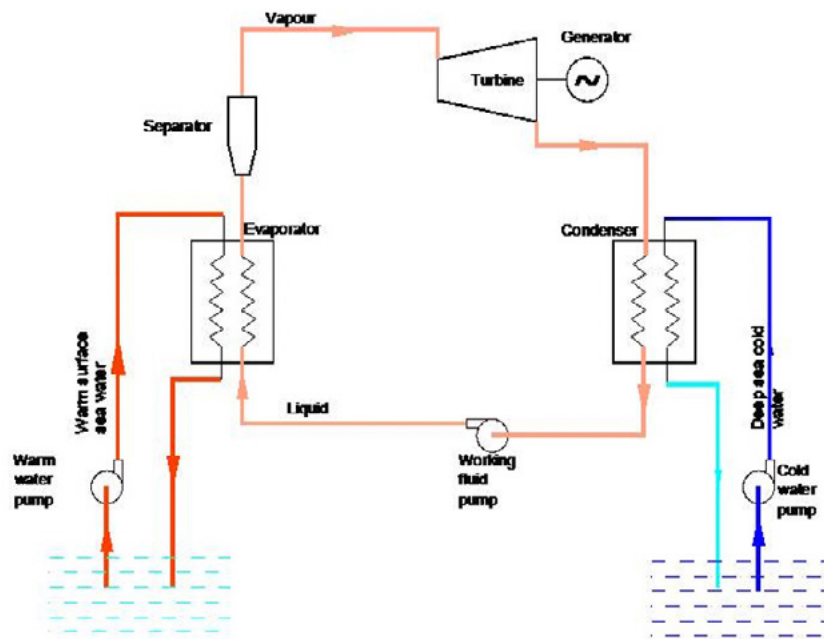 Vapour
Generator
Turbine
Separator
Evaporator
Condenser
Warm surface
sea water
Deep sea cold
water
Liquid
Warm
water
pump
Working
fluid
pump
Cold
water
pump